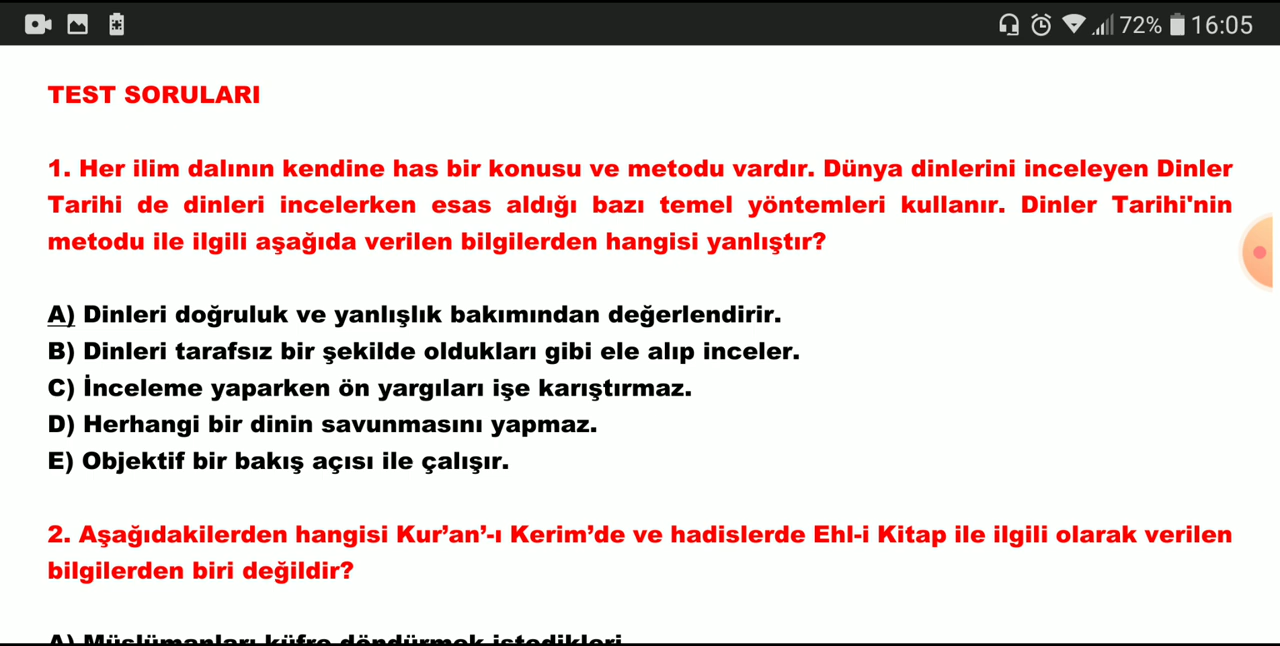 72% 16:05
TEST SORULARI
1. Her ilim dalının kendine has bir konusu ve metodu vardır. Dünya dinlerini inceleyen Dinler
Tarihi de dinleri incelerken esas aldığı bazı temel yöntemleri kullanır. Dinler Tarihi'nin
metodu ile ilgili aşağıda verilen bilgilerden hangisi yanlıştır?
A) Dinleri doğruluk ve yanlışlık bakımından değerlendirir.
B) Dinleri tarafsız bir şekilde oldukları gibi ele alıp inceler.
C) İnceleme yaparken ön yargıları işe karıştırmaz.
D) Herhangi bir dinin savunmasını yapmaz.
E) Objektif bir bakış açısı ile çalışır.
2. Aşağıdakilerden hangisi Kur’an’-ı Kerim’de ve hadislerde Ehl-i Kitap ile ilgili olarak verilen
bilgilerden biri değildir?
A) Müslümanları küfre döndürmek istedikleri